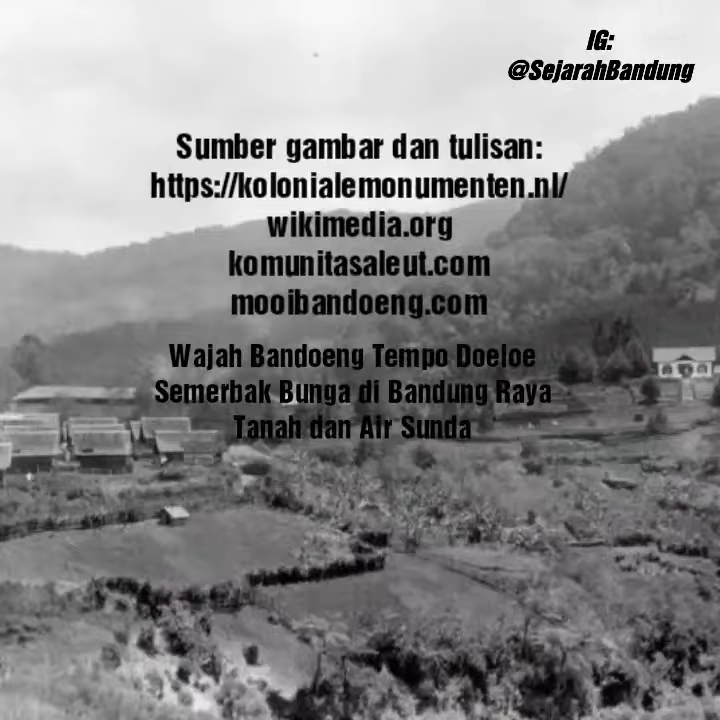 IG:
@SejarahBandung
Sumber gambar dan tulisan:
https://kolonialemonumenten.nl/
wikimedia.org
komunitasaleut.com
mooibandoeng.com
Wajah Bandoeng Tempo Doeloe
Semerbak Bunga di Bandung Raya
Tanah dan Air Sunda